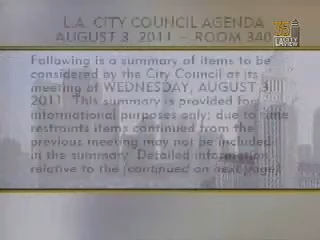 L.A. CITY COUNCIL AGENDA
AUGUST 3, 2011 - ROOM 340
Following is a summary of items to be
considered by the City Council at its
meeting of WEDNESDAY, AUGUST 3,
2011. This summary is provided for
informational purposes only; due to time
restraints items continued from the
previous meeting may not be included
in the summary. Detailed information
relative to the (continued on next page)
35
CITYVIEW